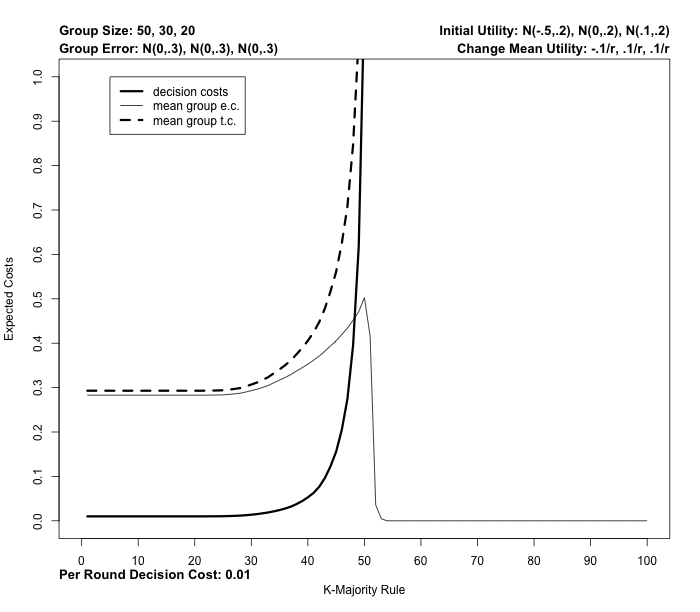 Group Size: 50, 30, 20
Initial Utility: N(-.5,.2), N(0,.2), N(.1,.2)
Group Error: N(0,.3), N(0,.3), N(0,.3)
Change Mean Utility: -.1/r, .1/r, .1/r
decision costs
mean group e.c.
mean group t.c.
Expected Costs
1.0
0.9
0.8
0.7
0.6
0.5
0.4
0.3
0.2
0.1
0.0
0 10 20 30 40 50 60 70 80 90 100
Per Round Decision Cost: 0.01
K-Majority Rule